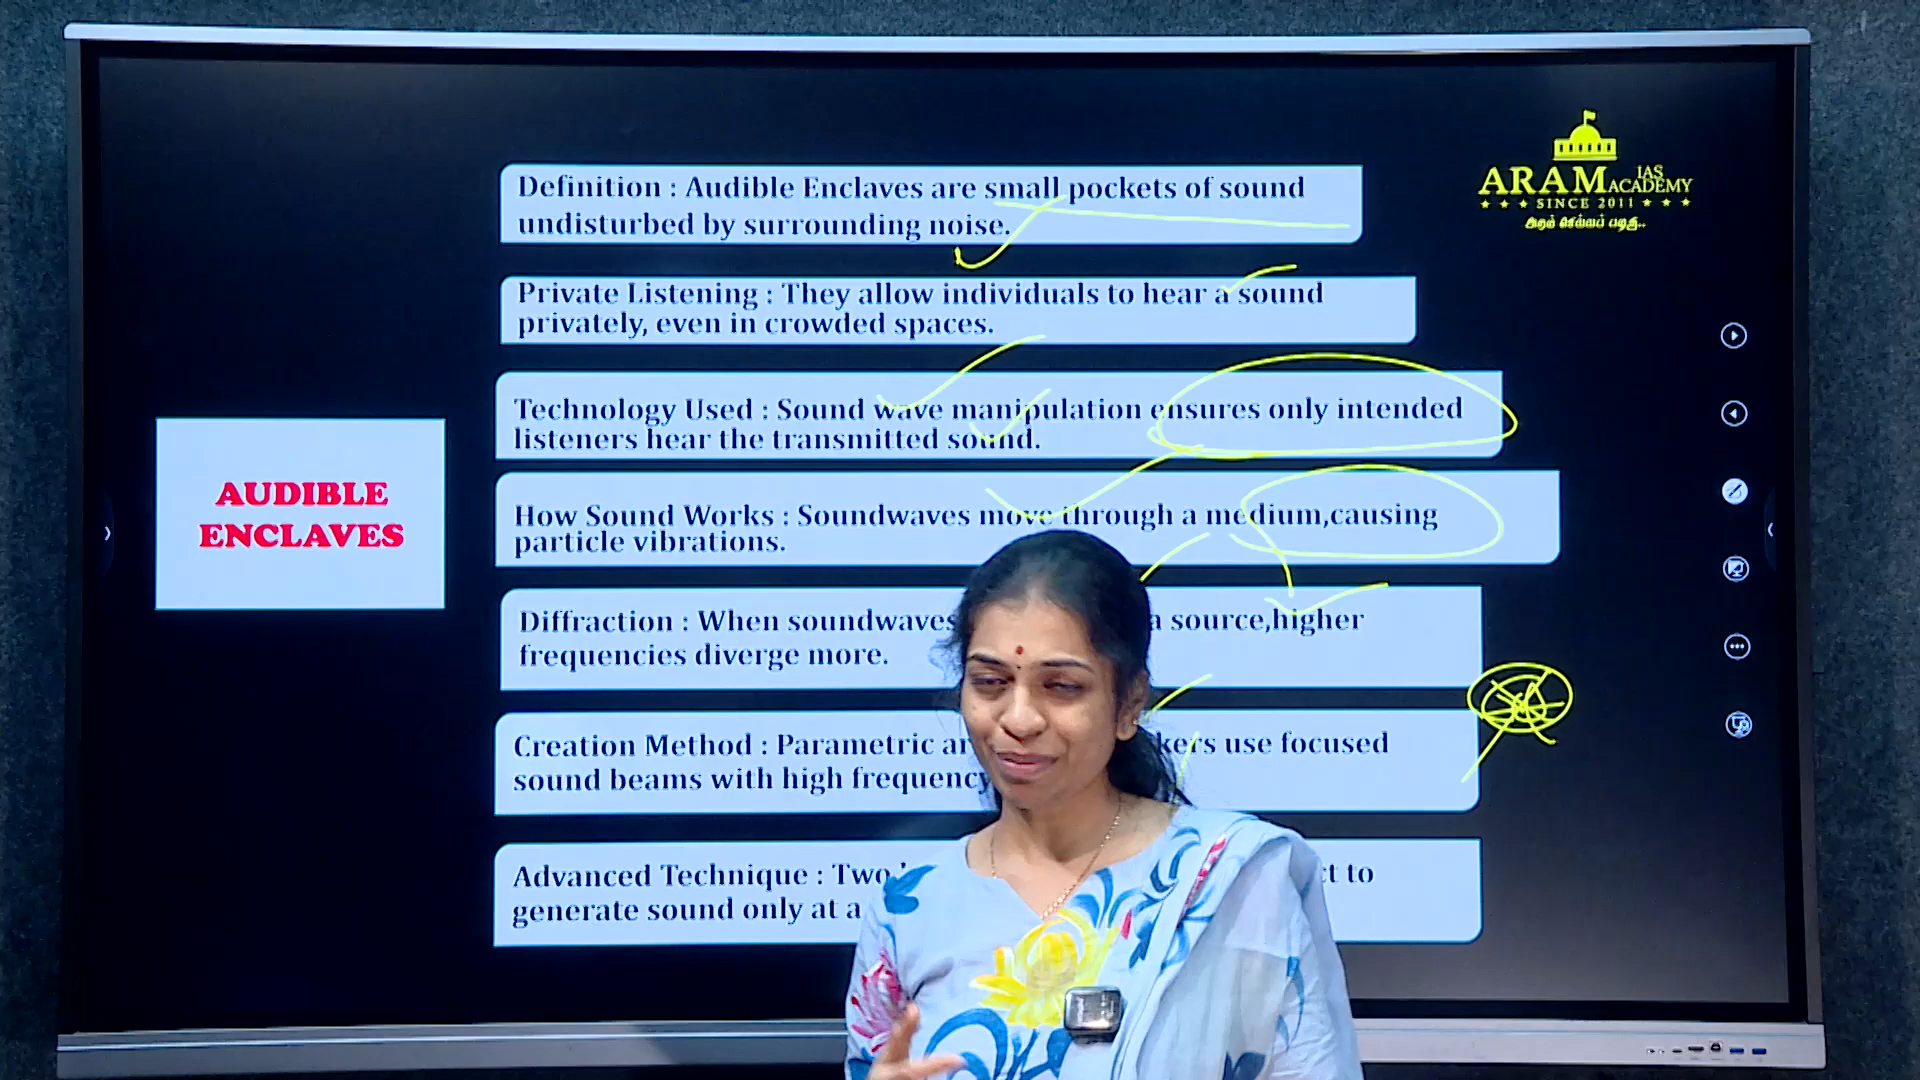 Definition : Audible Enclaves are small pockets of sound
undisturbed by surrounding noise.
Private Listening : They allow individuals to hear a sound
privately, even in crowded spaces.
Technology Used : Sound wave manipulation ensures only intended
listeners hear the transmitted sound.
How Sound Works : Soundwaves move through a medium,causing
particle vibrations.
Diffraction : When soundwaves a source,higher
frequencies diverge more.
Creation Method : Parametric use focused
sound beams with high frequency
Advanced Technique : Two to
generate sound only at a
AUDIBLE
ENCLAVES
ARAM IAS
ACADEMY
SINCE 2011
அறம் செய்யப் பழகு..